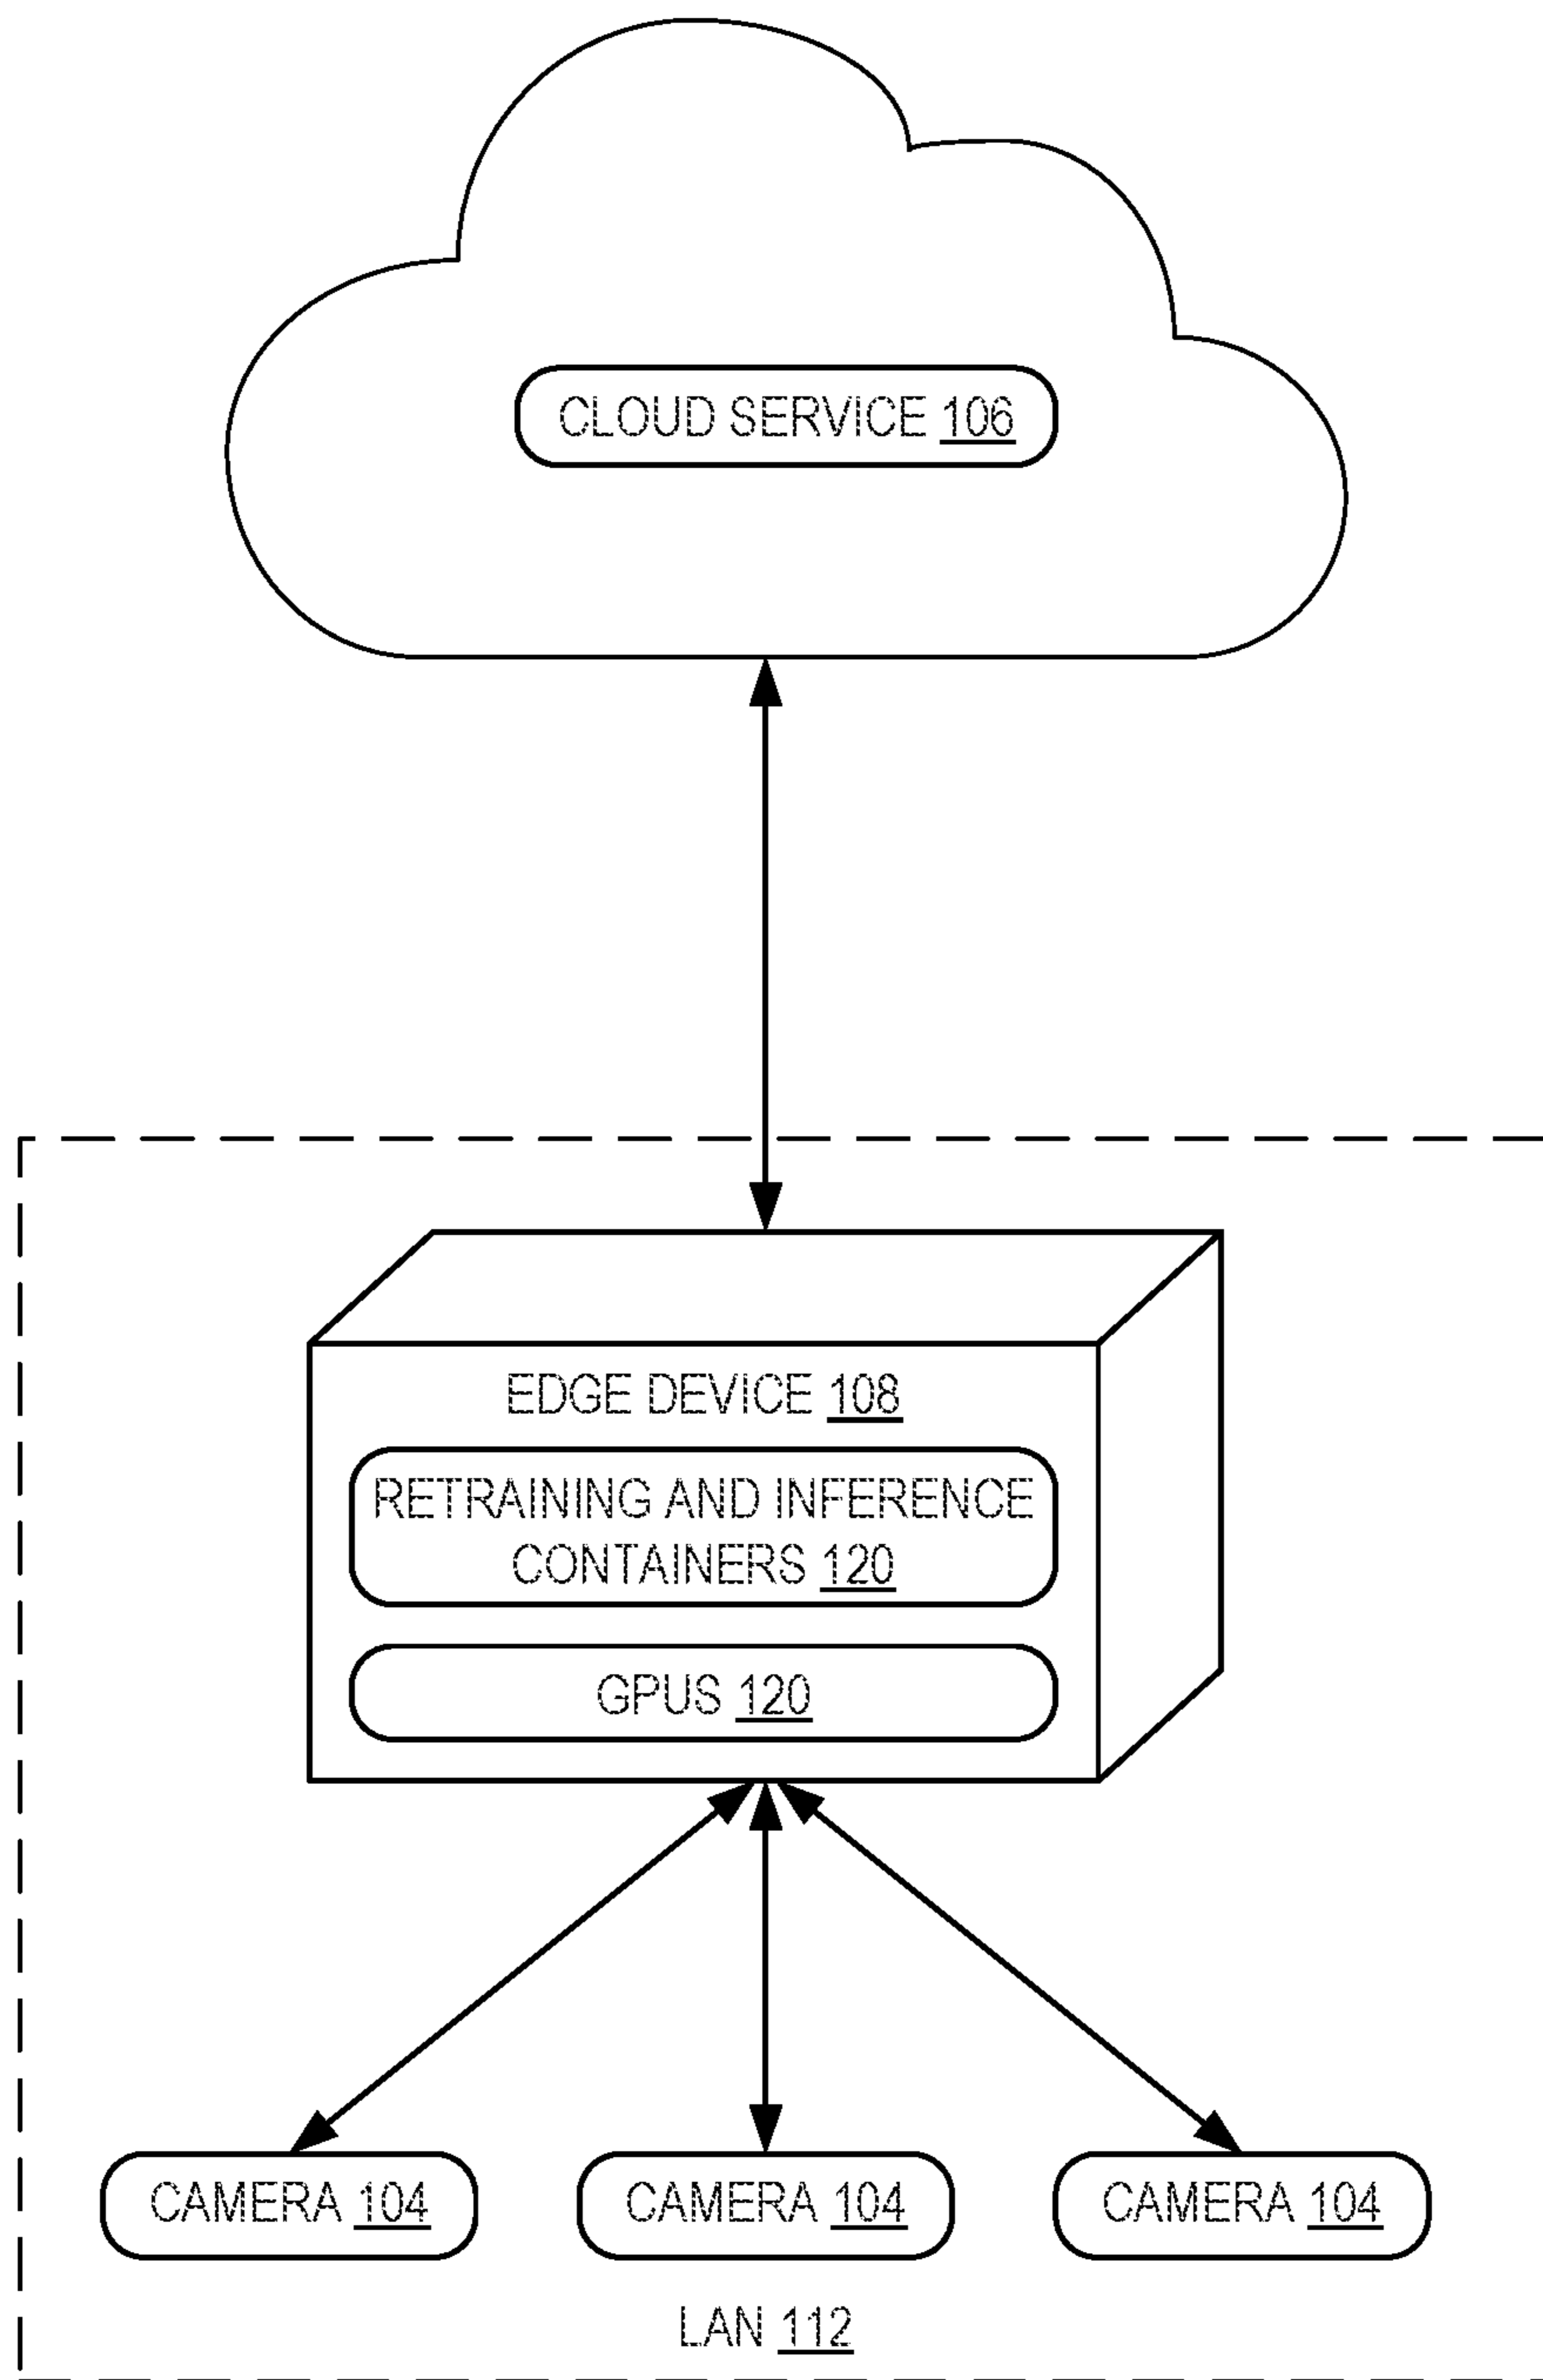 CLOUD SERVICE 106
EDGE DEVICE 108
RETRAINING AND INFERENCE
CONTAINERS 120
GPUS 120
CAMERA 104
CAMERA 104
CAMERA 104
LAN 112